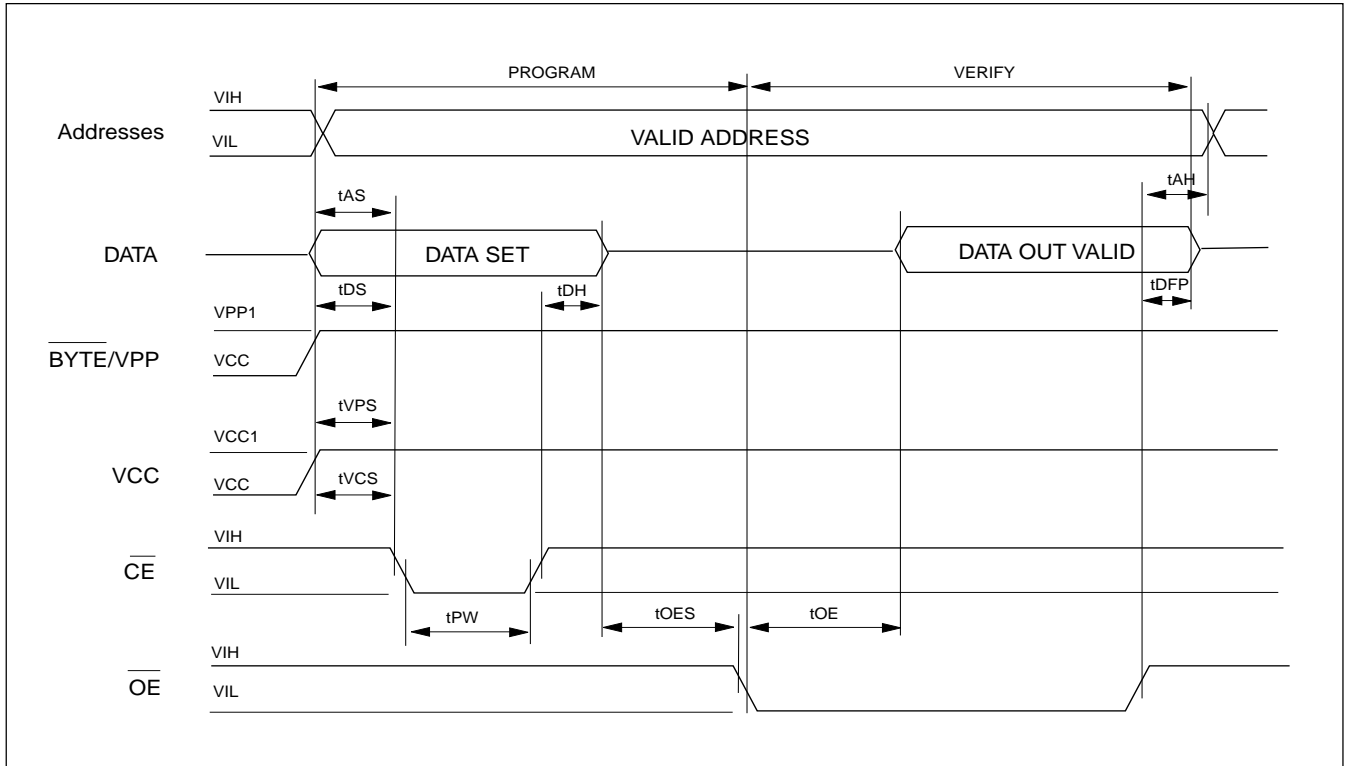 PROGRAM VERIFY
VIH
Addresses
VIL
VALID ADDRESS
tAH
tAS
DATA
DATA SET
DATA OUT VALID
tDS
tDH
tDFP
VPP1
BYTE/VPP
VCC
tVPS
VCC1
VCC
VCC
tVCS
VIH
CE
VIL
tPW
tOES
tOE
VIH
OE
VIL